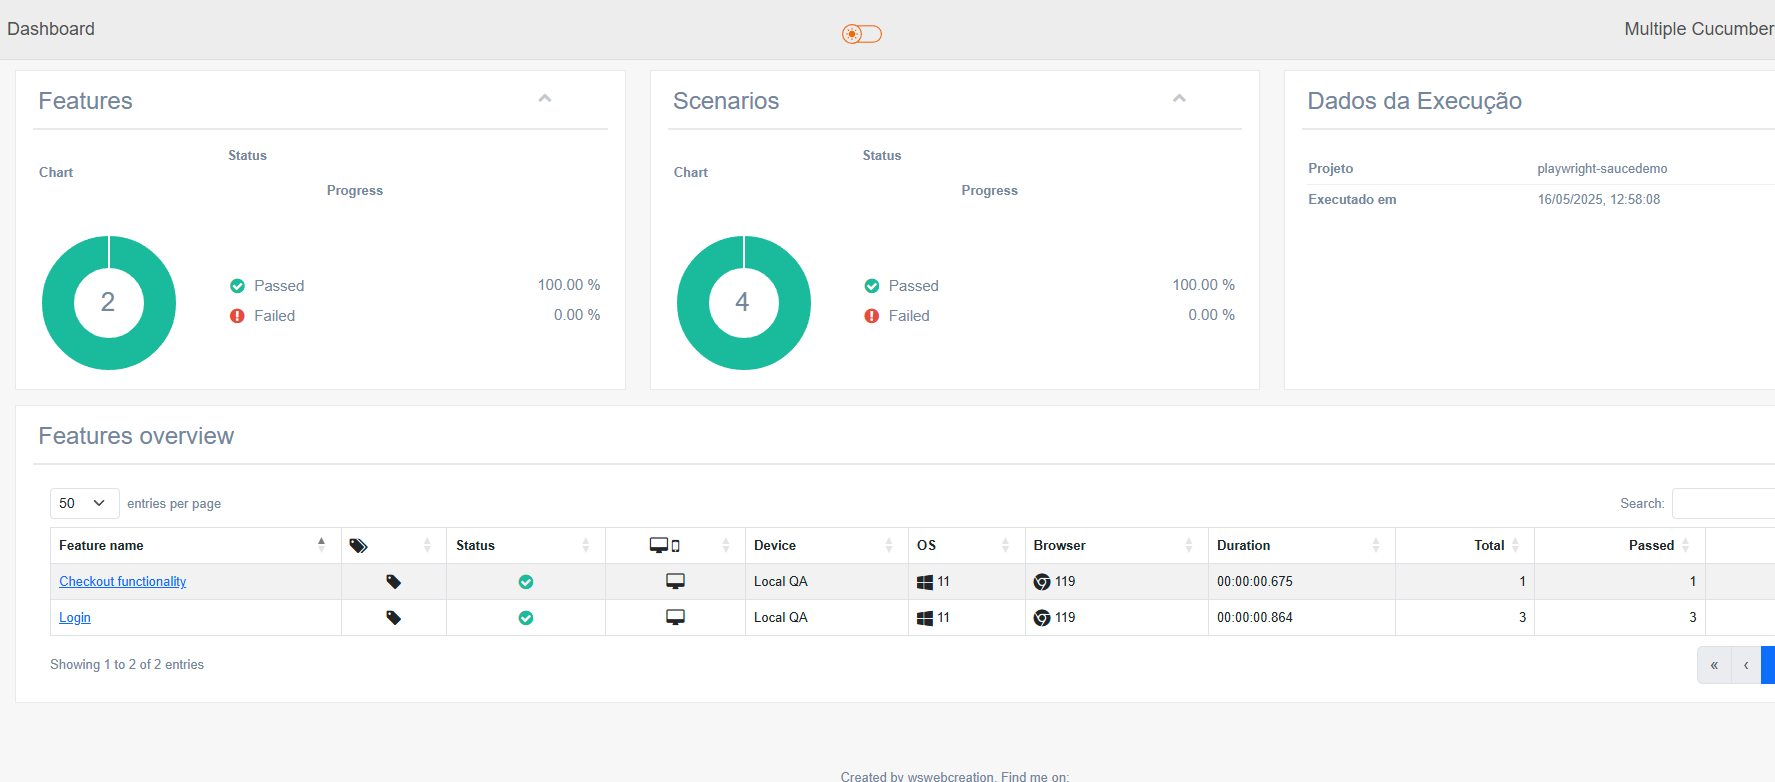 Dashboard
Multiple Cucumber
Features
Scenarios
Dados da Execução
Chart
Status
Progress
2
Passed
100.00 %
Failed
0.00 %
Chart
Status
Progress
4
Passed
100.00 %
Failed
0.00 %
Projeto playwright-saucedemo
Executado em 16/05/2025, 12:58:08
Features overview
50 entries per page
Search:
Feature name Status Device OS Browser Duration Total Passed
Checkout functionality Local QA 11 119 00:00:00.675 1 1
Login Local QA 11 119 00:00:00.864 3 3
Showing 1 to 2 of 2 entries
« ‹
Created by wswebcreation. Find me on: